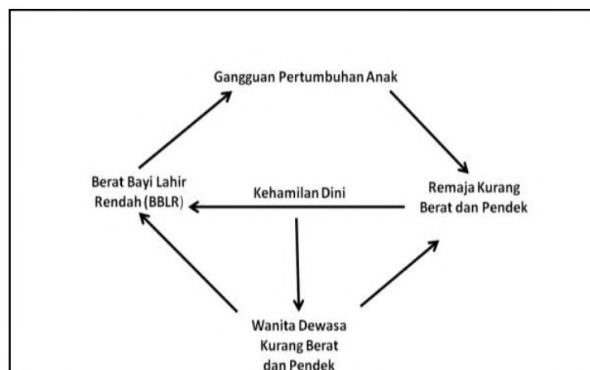 Gangguan Pertumbuhan Anak
Berat Bayi Lahir
Rendah (BBLR)
Kehamilan Dini
Remaja Kurang
Berat dan Pendek
Wanita Dewasa
Kurang Berat
dan Pendek